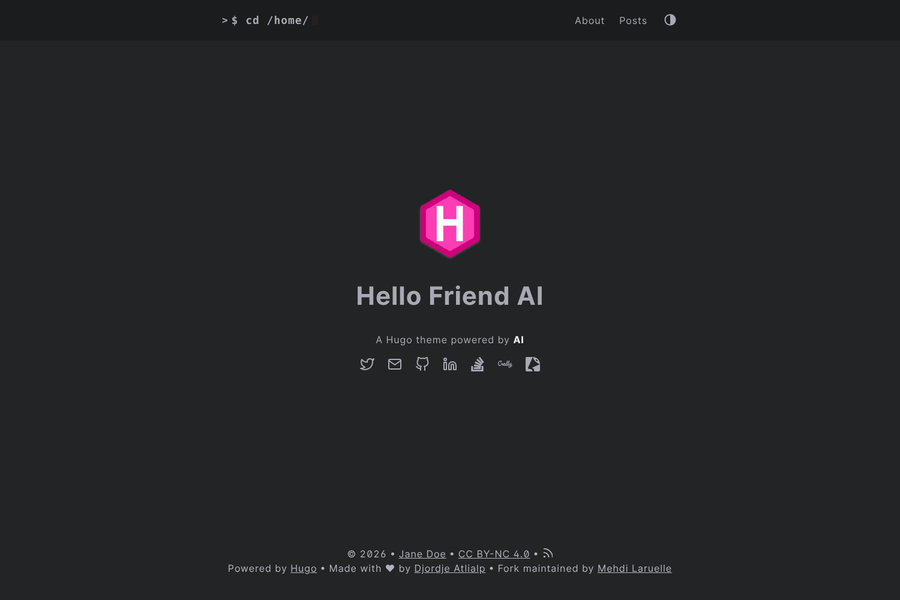 >$ cd /home/
About Posts
H
Hello Friend AI
A Hugo theme powered by AI
© 2026 • Jane Doe • CC BY-NC 4.0 •
Powered by Hugo • Made with ❤ by Djordje Atlialp • Fork maintained by Mehdi Laruelle